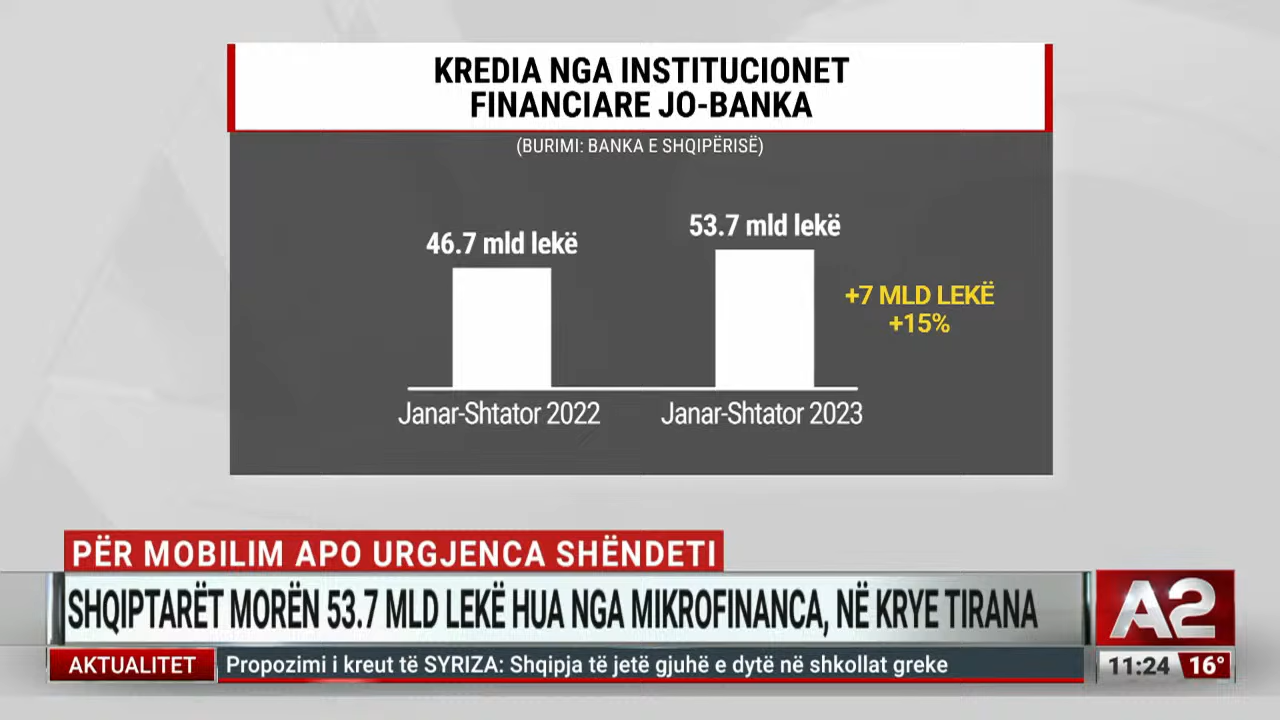 KREDIA NGA INSTITUCIONET
FINANCIARE JO-BANKA
(BURIMI: BANKA E SHQIPËRISË)
46.7 mld lekë
53.7 mld lekë
+7 MLD LEKË
+15%
Janar-Shtator 2022
Janar-Shtator 2023
PËR MOBILIM APO URGJENCA SHËNDETI
SHQIPTARËT MORËN 53.7 MLD LEKË HUA NGA MIKROFINANCA, NË KRYE TIRANA
A2
AKTUALITET
Propozimi i kreut të SYRIZA: Shqipja të jetë gjuhë e dytë në shkollat greke
11:24
16°